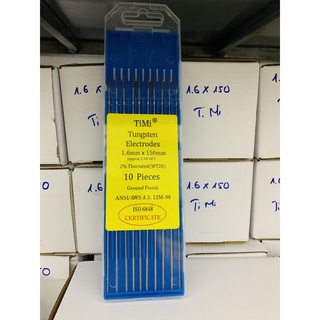 TiMi®
Tungsten
Electrodes
1.6mm x 150mm
2% Thoriated(WT20)
10 Pieces
Ground Finish
ANSI/AWS A 5. 12M-98
ISO 6848
CERTIFICATE
1.6 x 150
Ti Mi
1.6 x 150
Ti Mi
1.6 x 150
Ti Mi